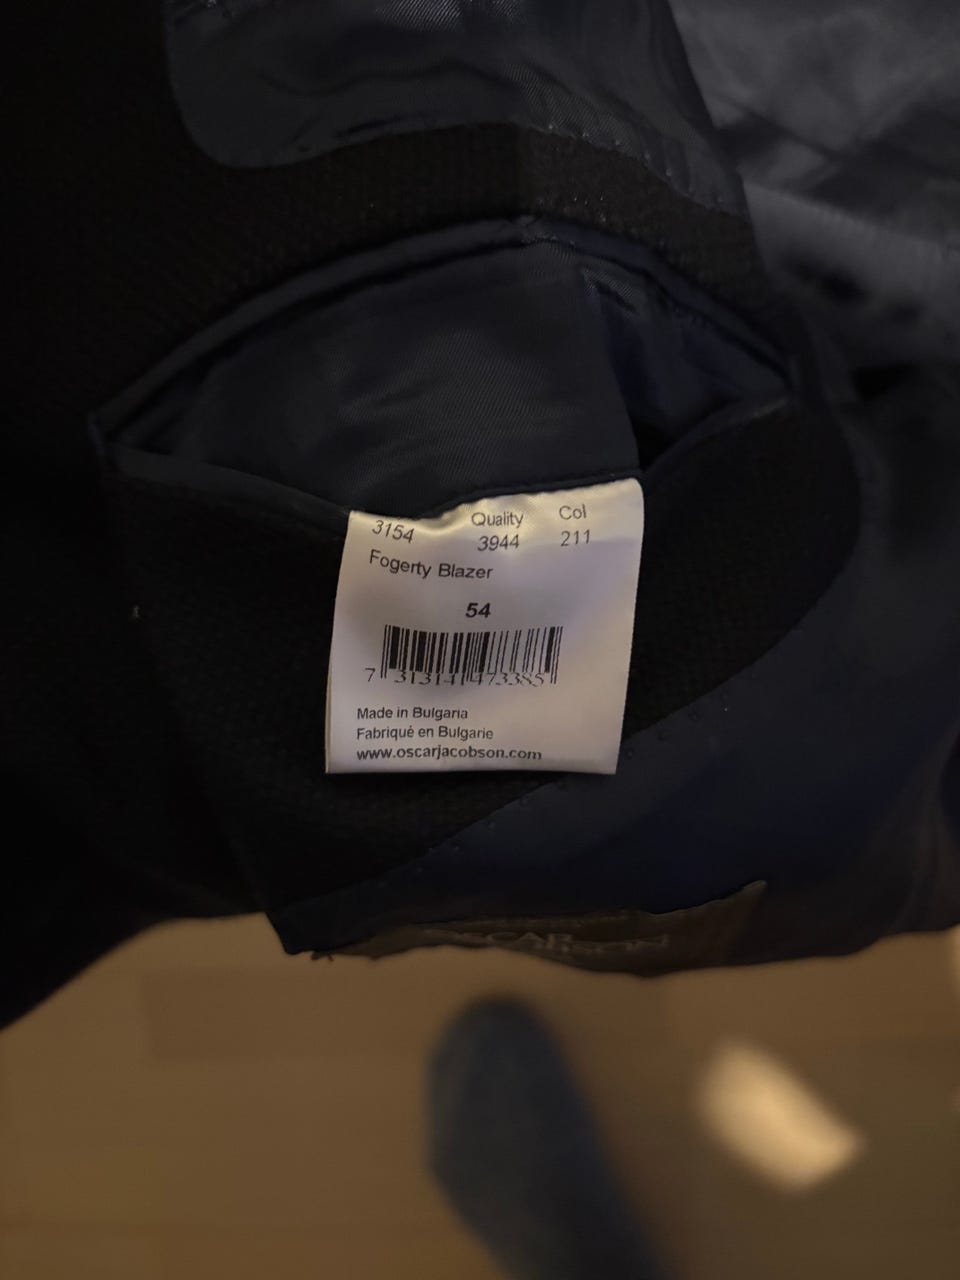 3154 Quality Col
3944 211
Fogerty Blazer
54
7 313141 473385
Made in Bulgaria
Fabriqué en Bulgarie
www.oscarjacobson.com